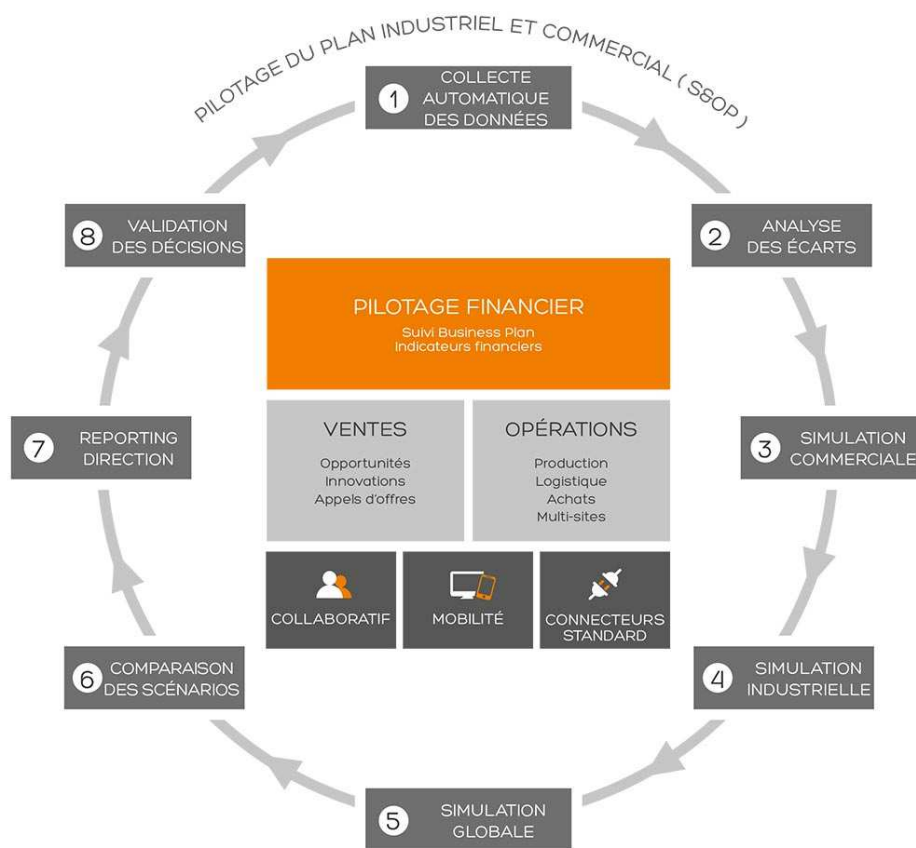 PILOTAGE DU PLAN INDUSTRIEL ET COMMERCIAL ( S&OP )
1
COLLECTE
AUTOMATIQUE
DES DONNÉES
2
ANALYSE
DES ÉCARTS
3
SIMULATION
COMMERCIALE
4
SIMULATION
INDUSTRIELLE
5
SIMULATION
GLOBALE
6
COMPARAISON
DES SCÉNARIOS
7
REPORTING
DIRECTION
8
VALIDATION
DES DÉCISIONS
PILOTAGE FINANCIER
Suivi Business Plan
Indicateurs financiers
VENTES
Opportunités
Innovations
Appels d'offres
OPÉRATIONS
Production
Logistique
Achats
Multi-sites
COLLABORATIF
MOBILITÉ
CONNECTEURS
STANDARD